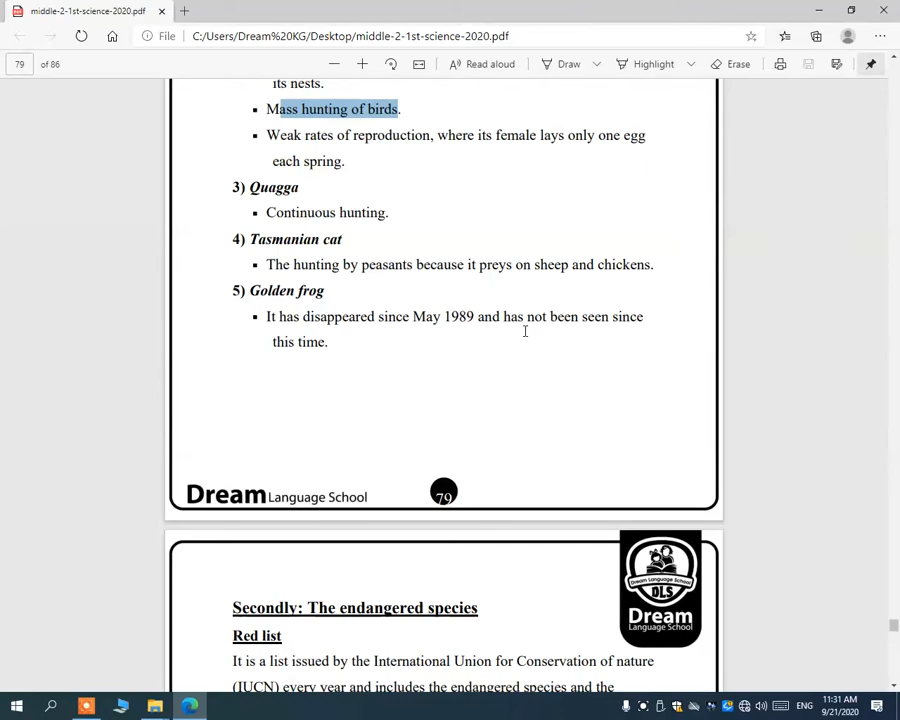 middle-2-1st-science-2020.pdf
File C:/Users/Dream%20KG/Desktop/middle-2-1st-science-2020.pdf
79 of 86 Read aloud Draw Highlight Erase
its nests.
▪ Mass hunting of birds.
▪ Weak rates of reproduction, where its female lays only one egg
each spring.
3) Quagga
▪ Continuous hunting.
4) Tasmanian cat
▪ The hunting by peasants because it preys on sheep and chickens.
5) Golden frog
▪ It has disappeared since May 1989 and has not been seen since
this time.
Dream Language School 79
Dream Language School
DLS
Dream
Language School
Secondly: The endangered species
Red list
It is a list issued by the International Union for Conservation of nature
(IUCN) every year and includes the endangered species and the
ENG 11:31 AM
9/21/2020